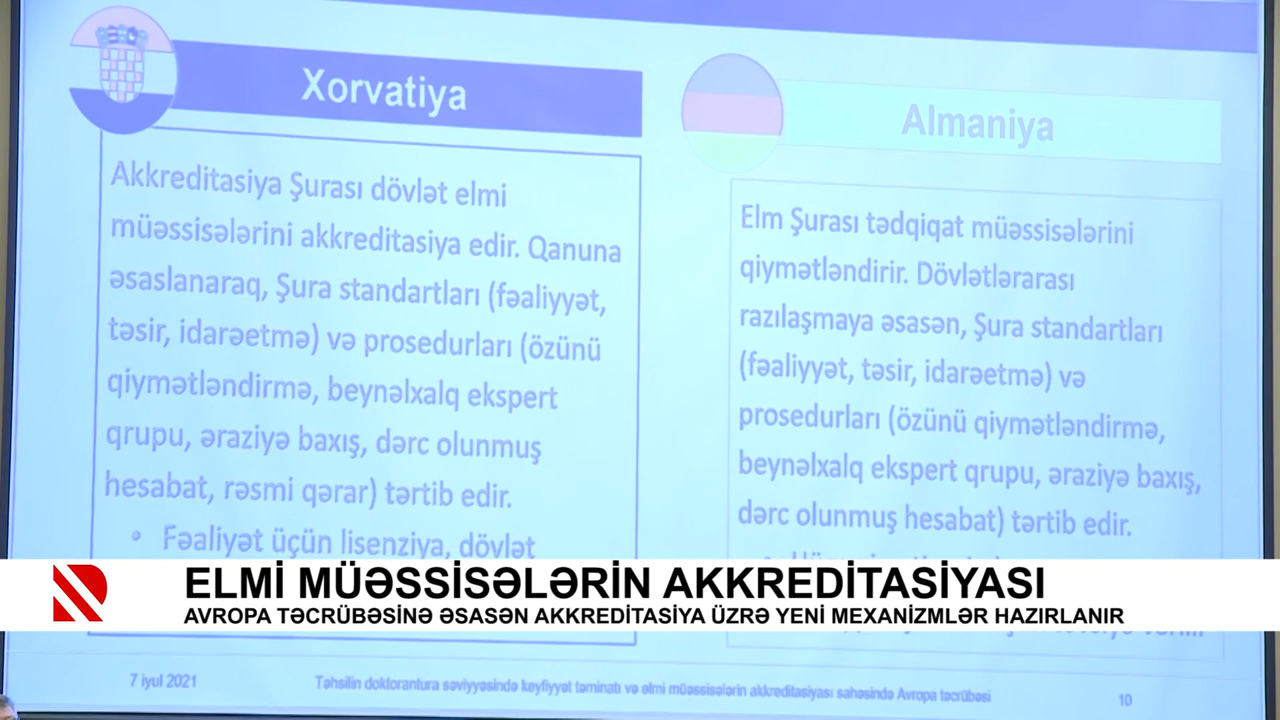 Xorvatiya
Akkreditasiya Şurası dövlət elmi
müəssisələrini akkreditasiya edir. Qanuna
əsaslanaraq, Şura standartları (fəaliyyət,
təsir, idarəetmə) və prosedurları (özünü
qiymətləndirmə, beynəlxalq ekspert
qrupu, əraziyə baxış, dərc olunmuş
hesabat, rəsmi qərar) tərtib edir.
• Fəaliyət üçün lisenziya, dövlət
Almaniya
Elm Şurası tədqiqat müəssisələrini
qiymətləndirir. Dövlətlərarası
razılaşmaya əsasən, Şura standartları
(fəaliyyət, təsir, idarəetmə) və
prosedurları (özünü qiymətləndirmə,
beynəlxalq ekspert qrupu, əraziyə baxış,
dərc olunmuş hesabat) tərtib edir.
ELMİ MÜƏSSİSƏLƏRİN AKKREDİTASİYASI
AVROPA TƏCRÜBƏSİNƏ ƏSASƏN AKKREDİTASİYA ÜZRƏ YENİ MEXANİZMLƏR HAZIRLANIR
7 iyul 2021
Təhsilin doktorantura səviyyəsində keyfiyyət təminatı və elmi müəssisələrin akkreditasiyası sahəsində Avropa təcrübəsi
10